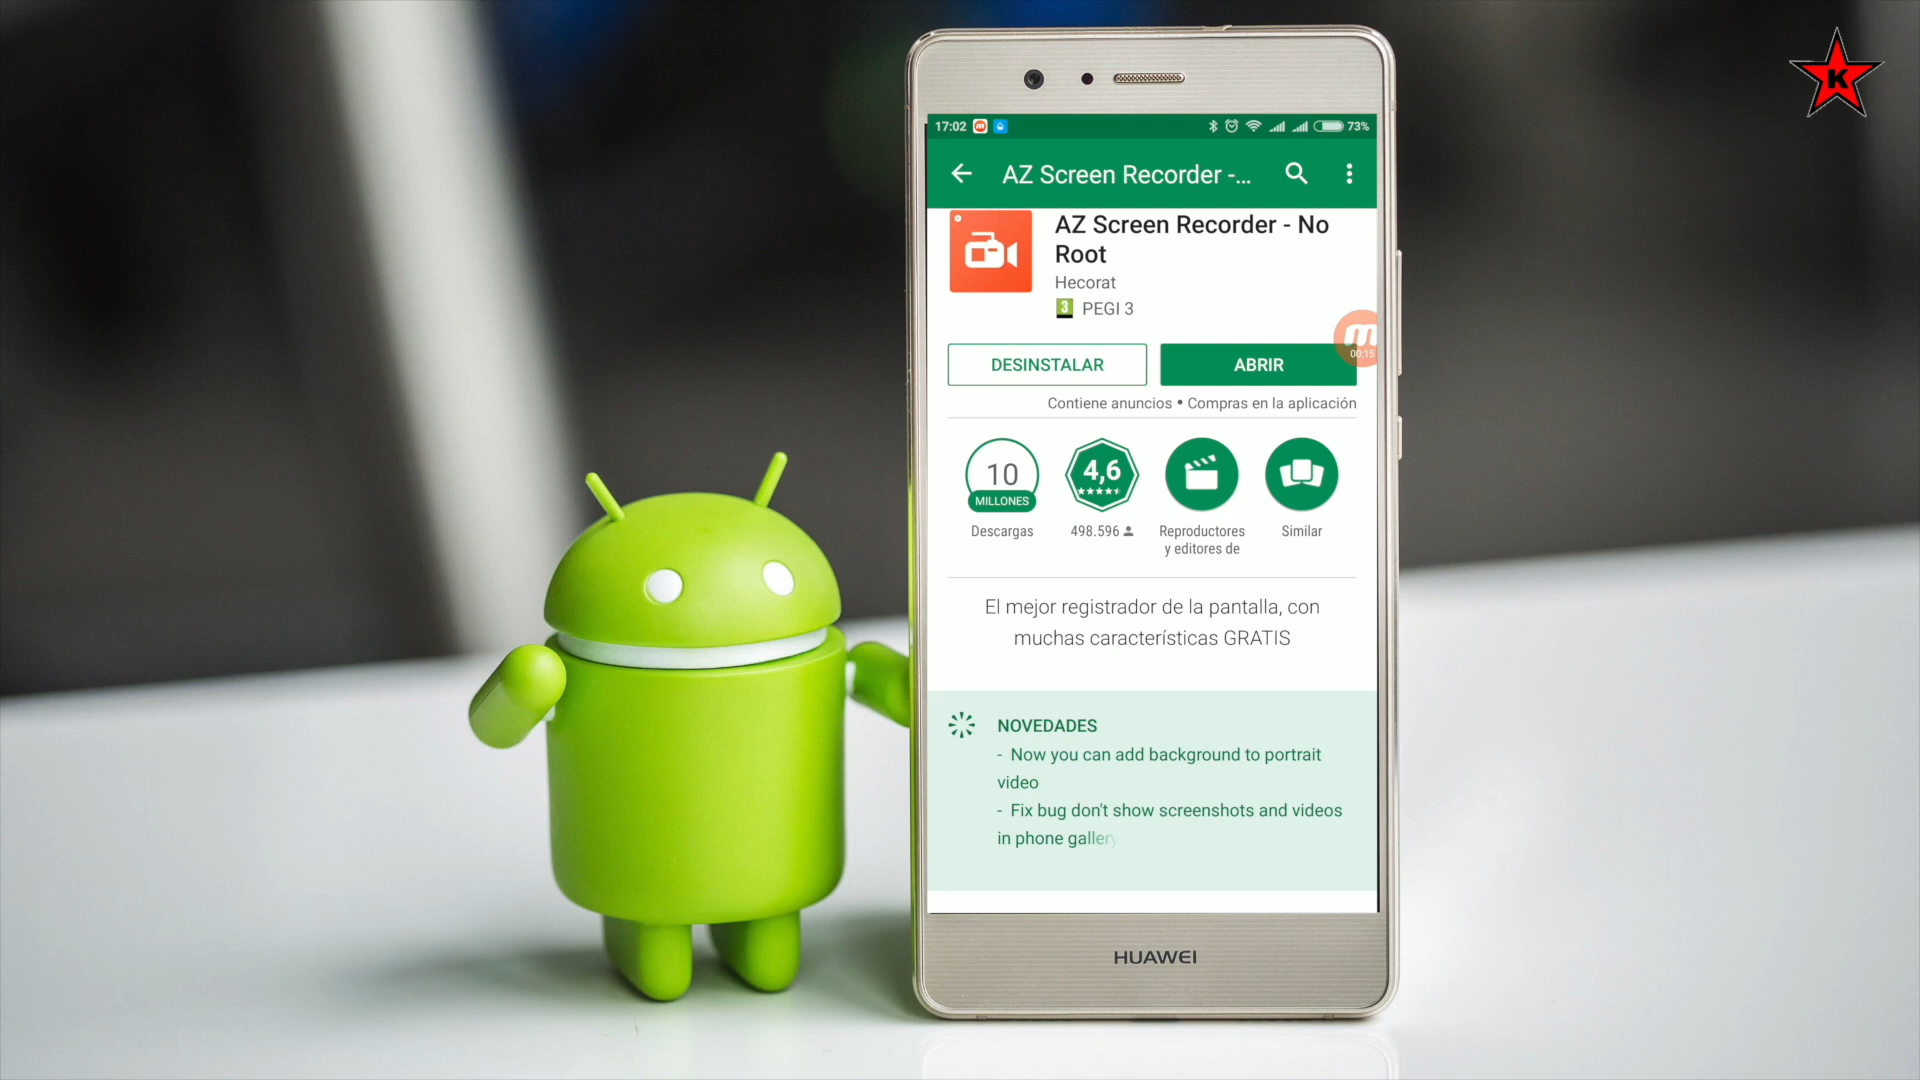 K
17:02
73%
AZ Screen Recorder -...
AZ Screen Recorder - No
Root
Hecorat
3 PEGI 3
m
00:15
DESINSTALAR
ABRIR
Contiene anuncios • Compras en la aplicación
10
MILLONES
Descargas
4,6
498.596
Reproductores
y editores de
Similar
El mejor registrador de la pantalla, con
muchas características GRATIS
NOVEDADES
- Now you can add background to portrait
video
- Fix bug don't show screenshots and videos
in phone gallery
HUAWEI